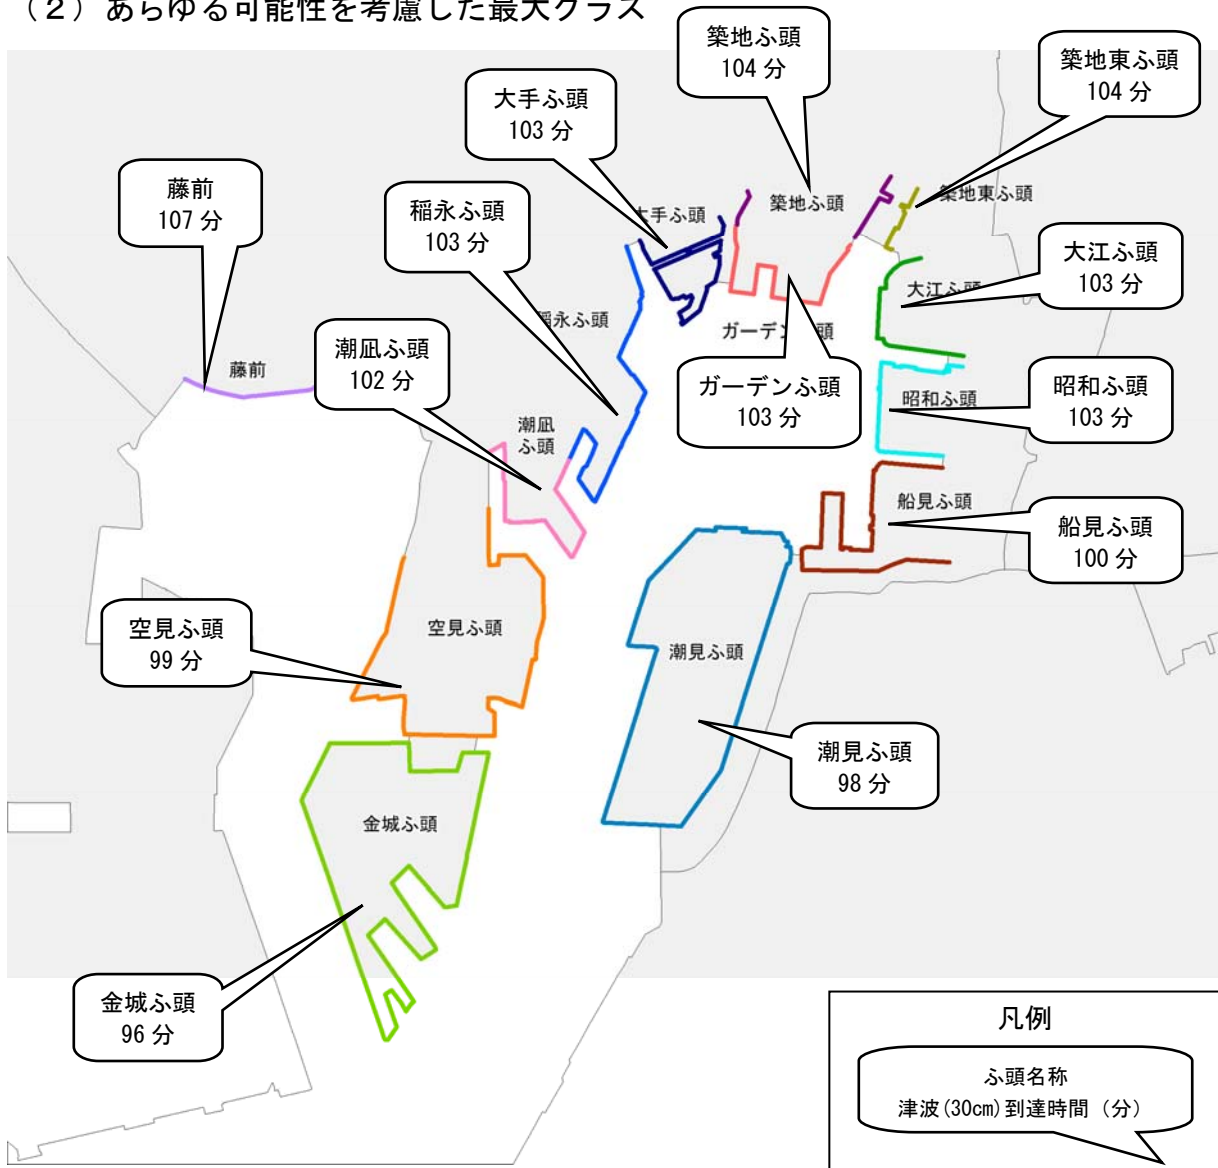 （2）あらゆる可能性を考慮した最大クラス
築地ふ頭
104 分
築地東ふ頭
104 分
大手ふ頭
103 分
藤前
107 分
稲永ふ頭
103 分
築地ふ頭
築地東ふ頭
大手ふ頭
大江ふ頭
103 分
大江ふ頭
稲永ふ頭
ガーデンふ頭
潮凪ふ頭
102 分
藤前
ガーデンふ頭
103 分
昭和ふ頭
103 分
昭和ふ頭
潮凪
ふ頭
船見ふ頭
船見ふ頭
100 分
空見ふ頭
99 分
空見ふ頭
潮見ふ頭
潮見ふ頭
98 分
金城ふ頭
金城ふ頭
96 分
凡例
ふ頭名称
津波(30cm)到達時間（分）